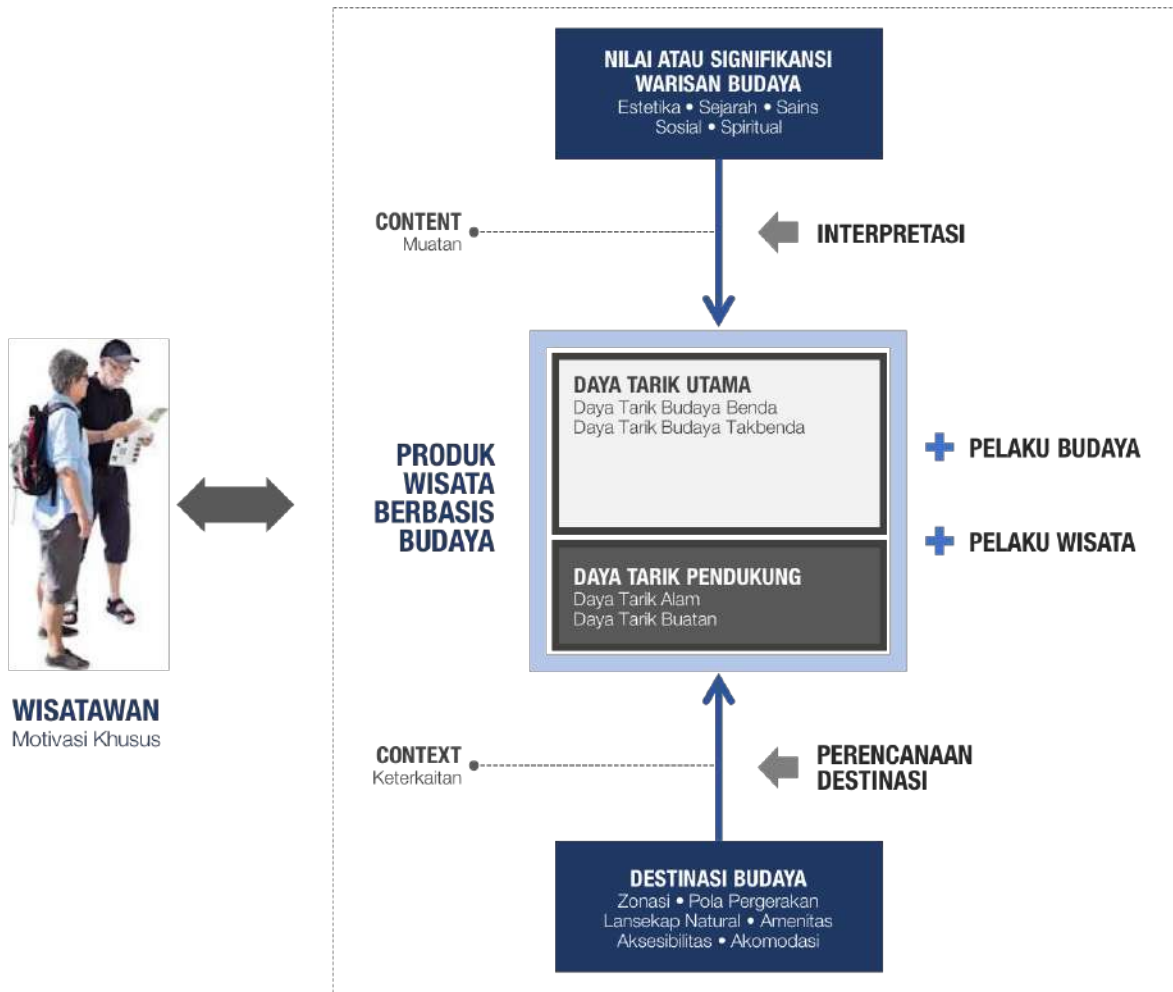 NILAI ATAU SIGNIFIKANSI
WARISAN BUDAYA
Estetika • Sejarah • Sains
Sosial • Spiritual
CONTENT
Muatan
INTERPRETASI
DAYA TARIK UTAMA
Daya Tarik Budaya Benda
Daya Tarik Budaya Takbenda
PRODUK
WISATA
BERBASIS
BUDAYA
PELAKU BUDAYA
PELAKU WISATA
DAYA TARIK PENDUKUNG
Daya Tarik Alam
Daya Tarik Buatan
WISATAWAN
Motivasi Khusus
CONTEXT
Keterkaitan
PERENCANAAN
DESTINASI
DESTINASI BUDAYA
Zonasi • Pola Pergerakan
Lansekap Natural • Amenitas
Aksesibilitas • Akomodasi